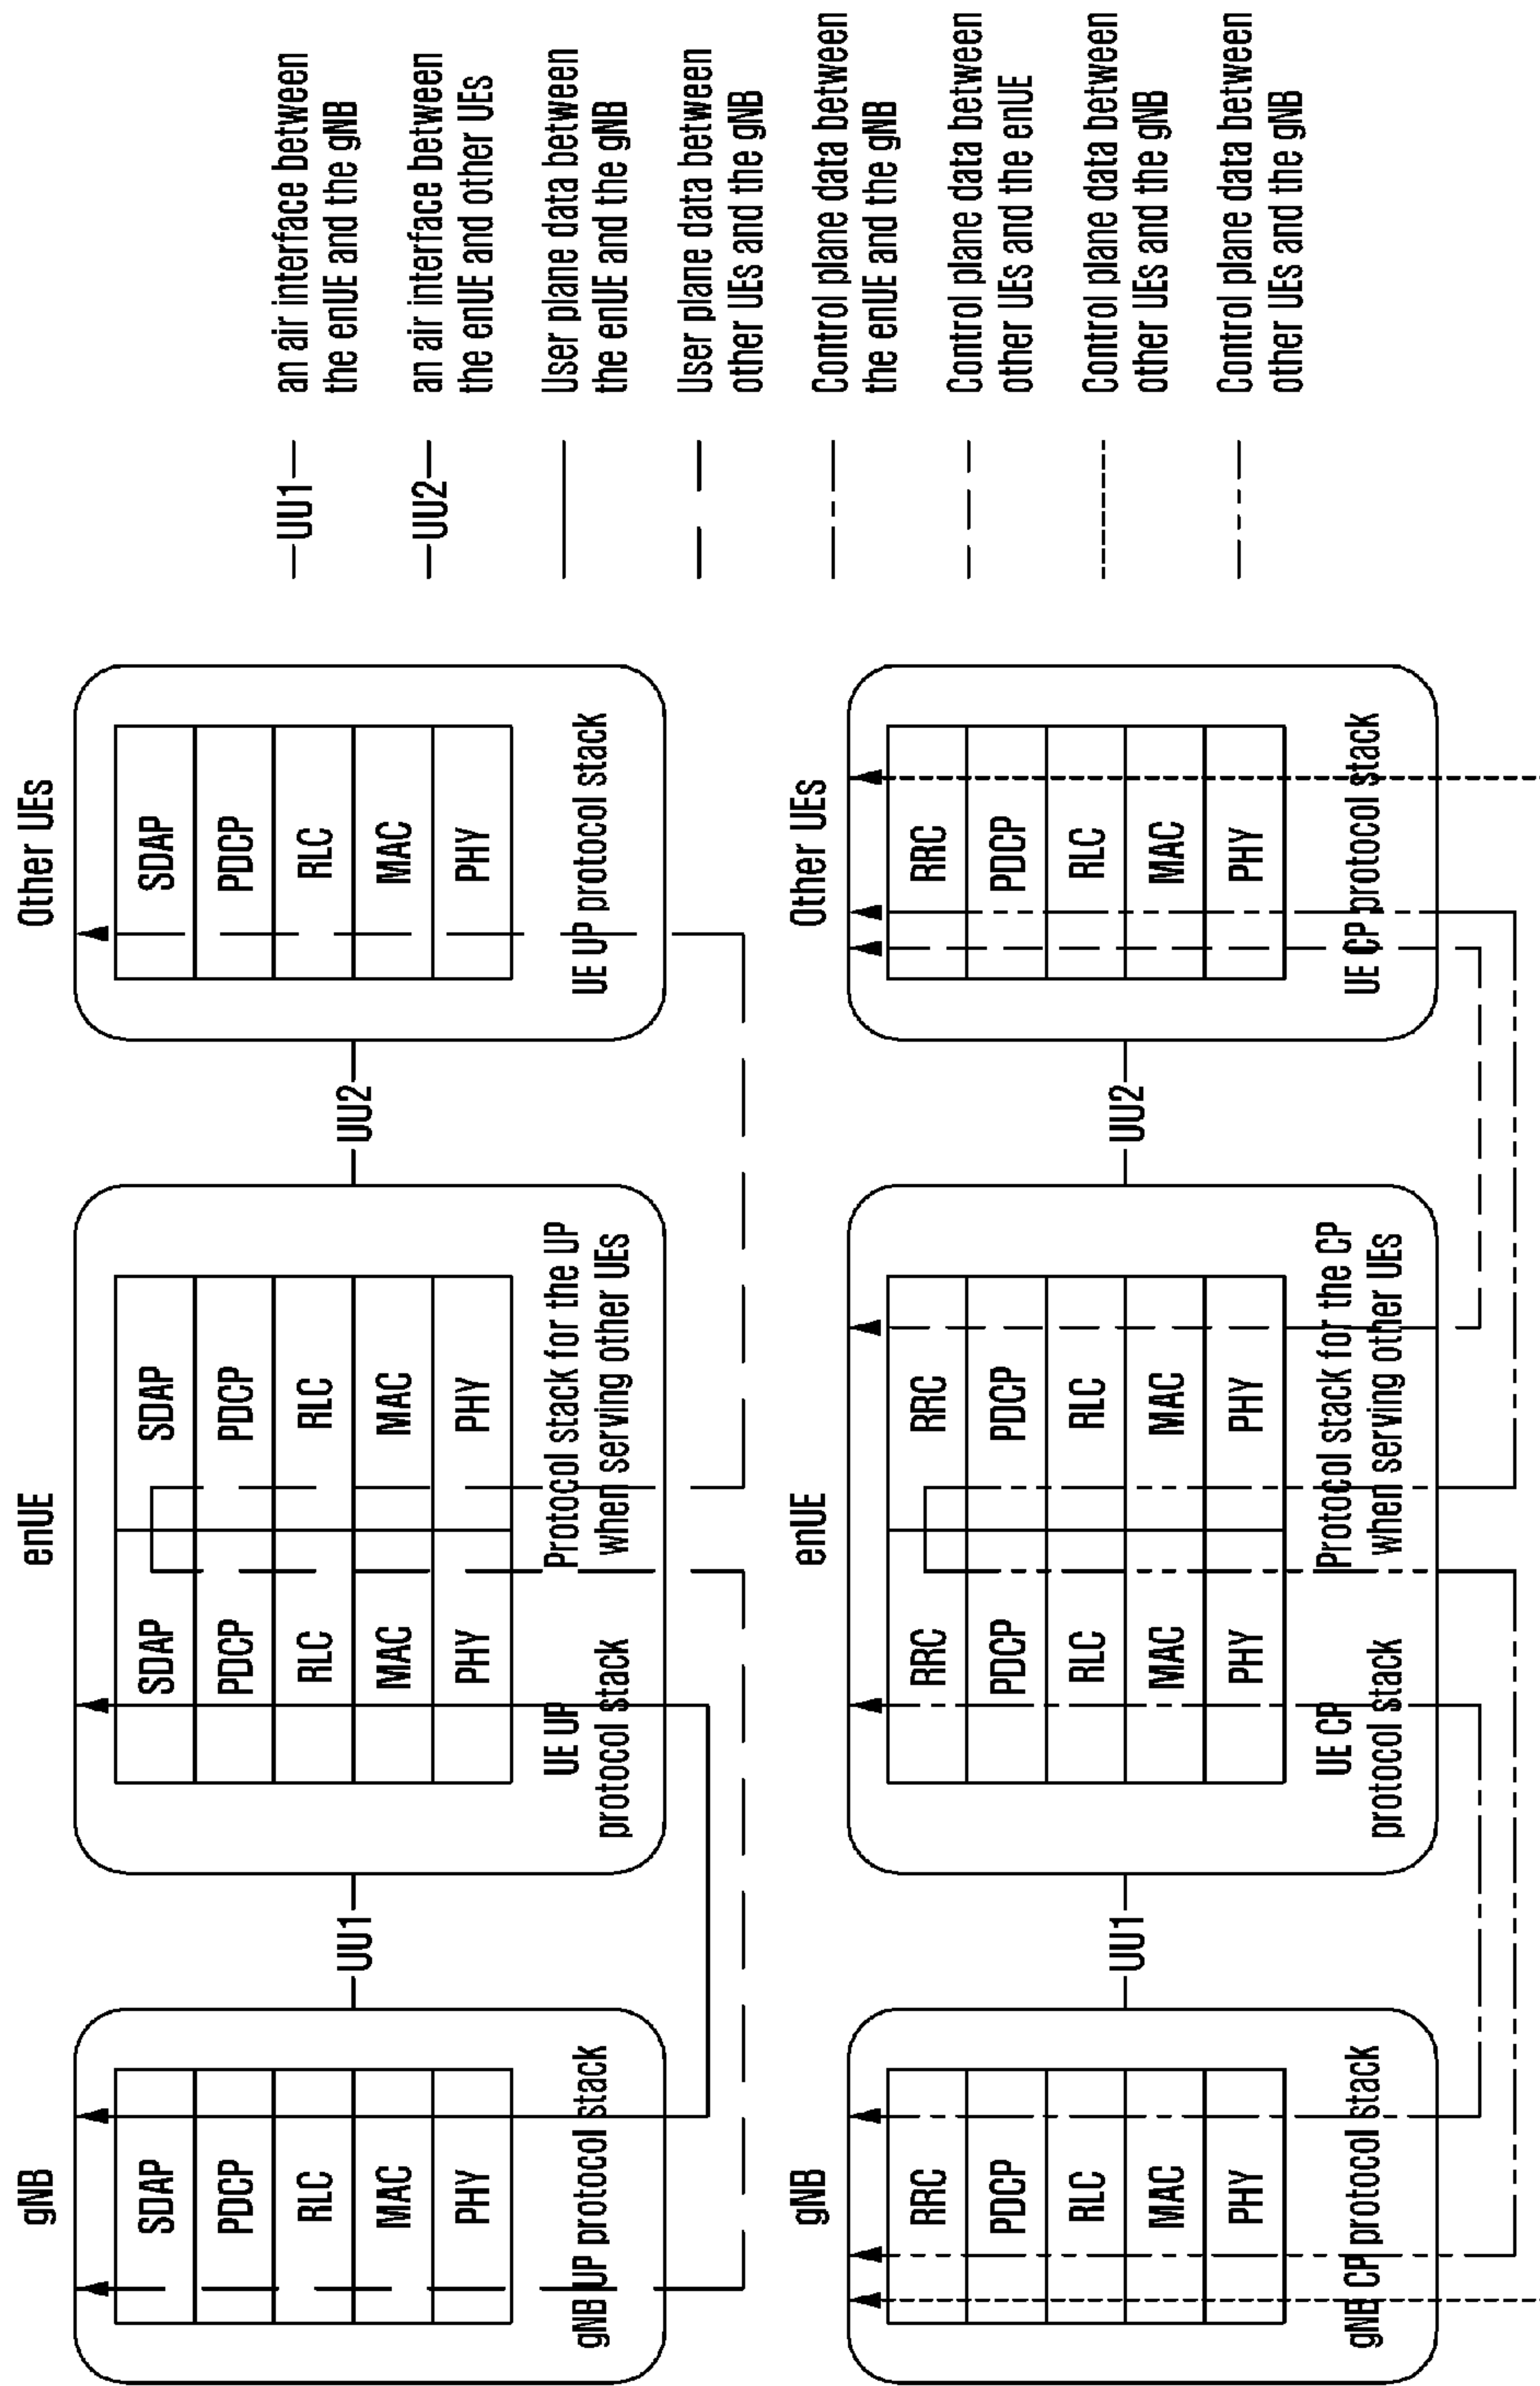 gNB
SDAP
PDCP
RLC
MAC
PHY
gNB UP protocol stack
UU1
enUE
SDAP
SDAP
PDCP
PDCP
RLC
RLC
MAC
MAC
PHY
PHY
UE UP
protocol stack
Protocol stack for the UP
when serving other UEs
UU2
Other UEs
SDAP
PDCP
RLC
MAC
PHY
UE UP protocol stack
gNB
RRC
PDCP
RLC
MAC
PHY
gNB CP protocol stack
UU1
enUE
RRC
RRC
PDCP
PDCP
RLC
RLC
MAC
MAC
PHY
PHY
UE CP
protocol stack
Protocol stack for the CP
when serving other UEs
UU2
Other UEs
RRC
PDCP
RLC
MAC
PHY
UE CP protocol stack
UU1
an air interface between
the enUE and the gNB
UU2
an air interface between
the enUE and other UEs
User plane data between
the enUE and the gNB
User plane data between
other UEs and the gNB
Control plane data between
the enUE and the gNB
Control plane data between
other UEs and the enUE
Control plane data between
other UEs and the gNB
Control plane data between
other UEs and the gNB